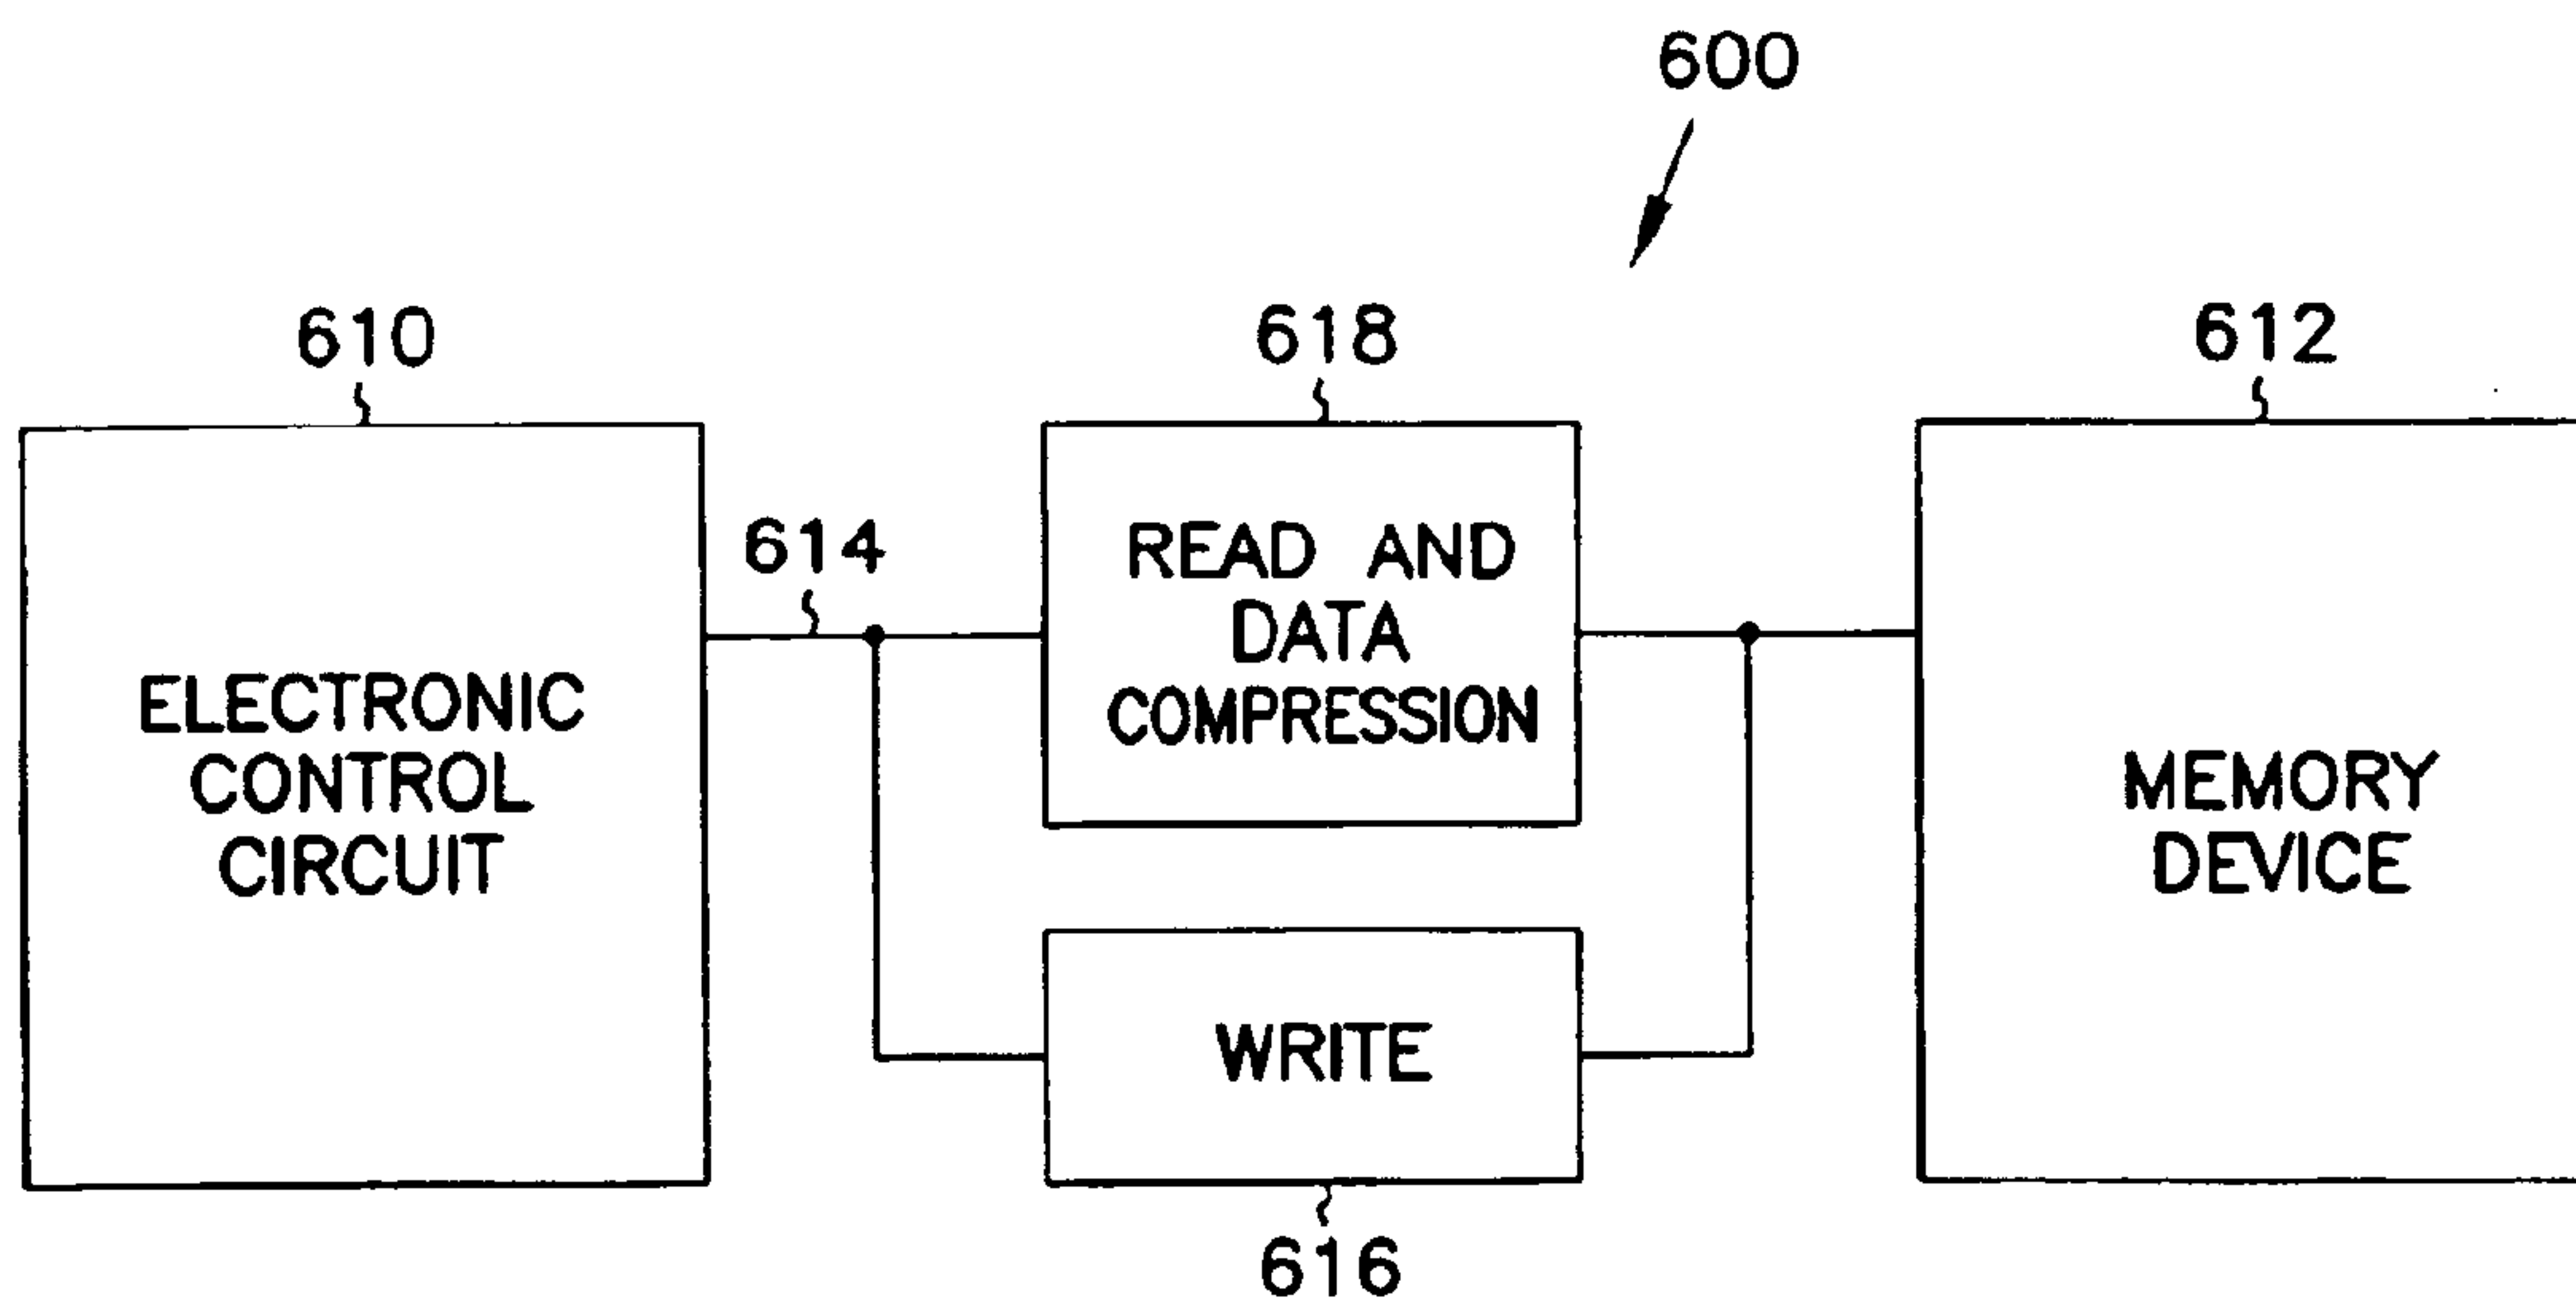 600
610
618
612
614
READ AND
DATA
COMPRESSION
ELECTRONIC
CONTROL
CIRCUIT
MEMORY
DEVICE
WRITE
616